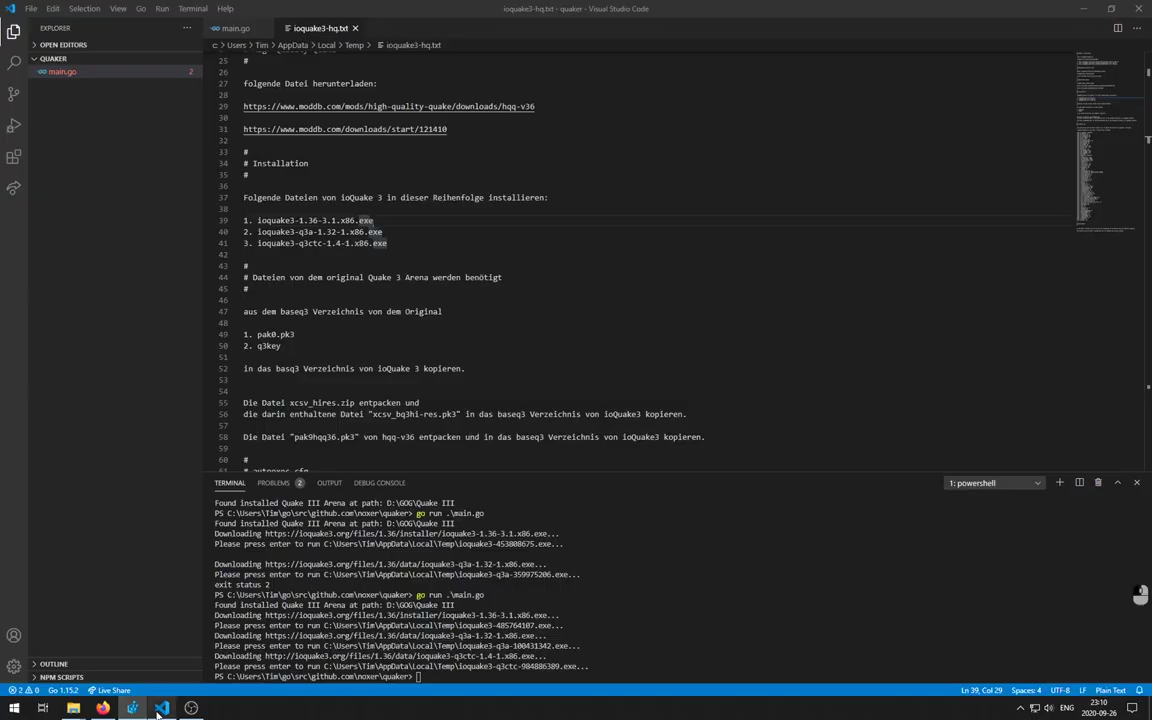 File Edit Selection View Go Run Terminal Help
ioquake3-hq.txt - quaker - Visual Studio Code
EXPLORER
OPEN EDITORS
QUAKER
main.go 2
OUTLINE
NPM SCRIPTS
main.go ioquake3-hq.txt
c: > Users > Tim > AppData > Local > Temp > ioquake3-hq.txt
25 #
26
27 folgende Datei herunterladen:
28
29 https://www.moddb.com/mods/high-quality-quake/downloads/hqq-v36
30
31 https://www.moddb.com/downloads/start/121410
32
33 #
34 # Installation
35 #
36
37 Folgende Dateien von ioQuake 3 in dieser Reihenfolge installieren:
38
39 1. ioquake3-1.36-3.1.x86.exe
40 2. ioquake3-q3a-1.32-1.x86.exe
41 3. ioquake3-q3ctc-1.4-1.x86.exe
42
43 #
44 # Dateien von dem original Quake 3 Arena werden benötigt
45 #
46
47 aus dem baseq3 Verzeichnis von dem Original
48
49 1. pak0.pk3
50 2. q3key
51
52 in das basq3 Verzeichnis von ioQuake 3 kopieren.
53
54
55 Die Datei xcsv_hires.zip entpacken und
56 die darin enthaltene Datei "xcsv_bq3hi-res.pk3" in das baseq3 Verzeichnis von ioQuake3 kopieren.
57
58 Die Datei "pak9hqq36.pk3" von hqq-v36 entpacken und in das baseq3 Verzeichnis von ioQuake3 kopieren.
59
60 #
61 # autoexec.cfg
TERMINAL PROBLEMS 2 OUTPUT DEBUG CONSOLE
1: powershell
Found installed Quake III Arena at path: D:\GOG\Quake III
PS C:\Users\Tim\go\src\github.com\noxer\quaker> go run .\main.go
Found installed Quake III Arena at path: D:\GOG\Quake III
Downloading https://ioquake3.org/files/1.36/installer/ioquake3-1.36-3.1.x86.exe...
Please press enter to run C:\Users\Tim\AppData\Local\Temp\ioquake3-453808675.exe...

Downloading https://ioquake3.org/files/1.36/data/ioquake3-q3a-1.32-1.x86.exe...
Please press enter to run C:\Users\Tim\AppData\Local\Temp\ioquake3-q3a-359975206.exe...
exit status 2
PS C:\Users\Tim\go\src\github.com\noxer\quaker> go run .\main.go
Found installed Quake III Arena at path: D:\GOG\Quake III
Downloading https://ioquake3.org/files/1.36/installer/ioquake3-1.36-3.1.x86.exe...
Please press enter to run C:\Users\Tim\AppData\Local\Temp\ioquake3-485764107.exe...
Downloading https://ioquake3.org/files/1.36/data/ioquake3-q3a-1.32-1.x86.exe...
Please press enter to run C:\Users\Tim\AppData\Local\Temp\ioquake3-q3a-100431342.exe...
Downloading http://ioquake3.org/files/1.36/data/ioquake3-q3ctc-1.4-1.x86.exe...
Please press enter to run C:\Users\Tim\AppData\Local\Temp\ioquake3-q3ctc-984886389.exe...
PS C:\Users\Tim\go\src\github.com\noxer\quaker>
2 0 Go 1.15.2 Live Share
Ln 39, Col 29 Spaces: 4 UTF-8 LF Plain Text
ENG
23:10
2020-09-26